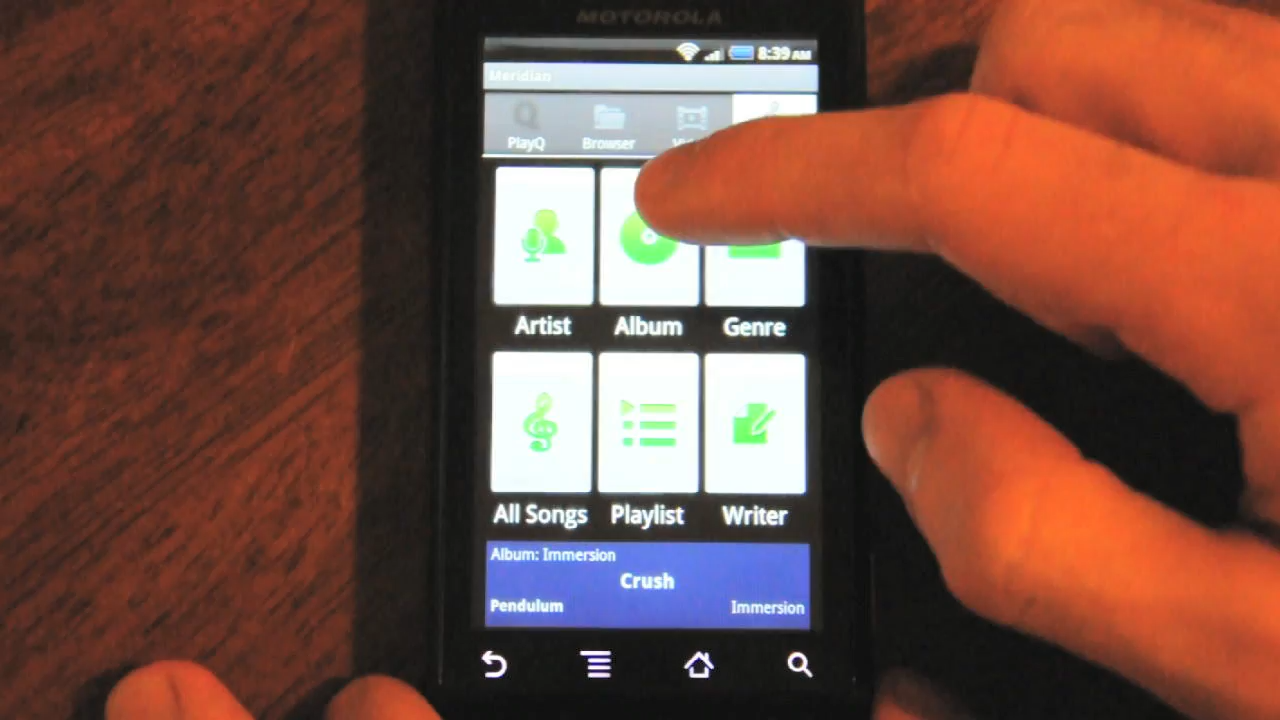 MOTOROLA
8:39 AM
Meridian
PlayQ Browser
Artist Album Genre
All Songs Playlist Writer
Album: Immersion
Crush
Pendulum Immersion